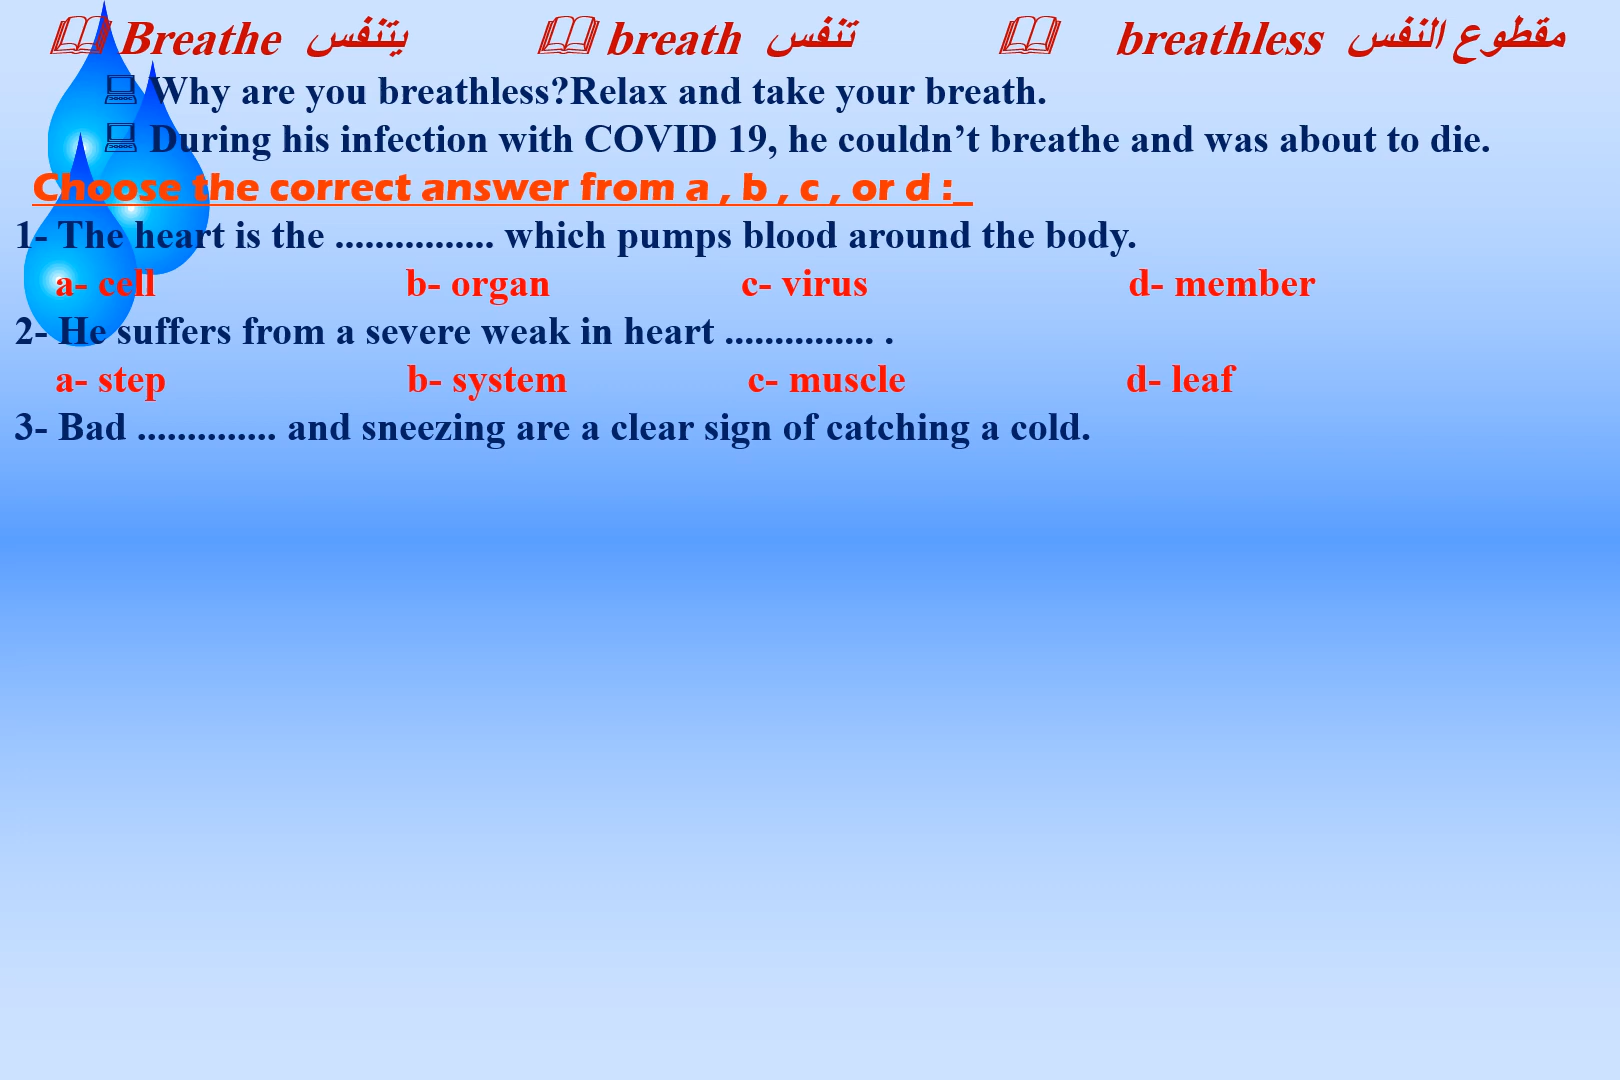 Breathe يتنفس breath تنفس breathless مقطوع النفس
Why are you breathless?Relax and take your breath.
During his infection with COVID 19, he couldn’t breathe and was about to die.
Choose the correct answer from a , b , c , or d :_
1- The heart is the ................ which pumps blood around the body.
a- cell b- organ c- virus d- member
2- He suffers from a severe weak in heart ............... .
a- step b- system c- muscle d- leaf
3- Bad .............. and sneezing are a clear sign of catching a cold.